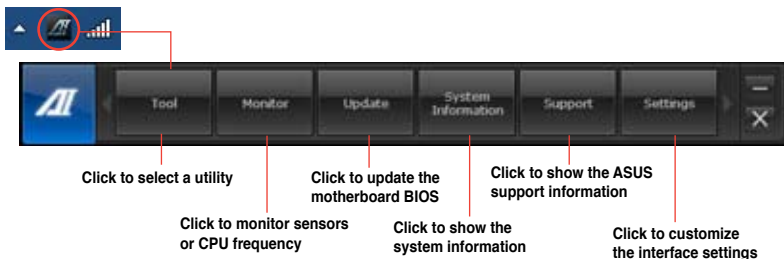 AI
AI
Tool
Monitor
Update
System
Information
Support
Settings
Click to select a utility
Click to update the
motherboard BIOS
Click to show the ASUS
support information
Click to monitor sensors
or CPU frequency
Click to show the
system information
Click to customize
the interface settings